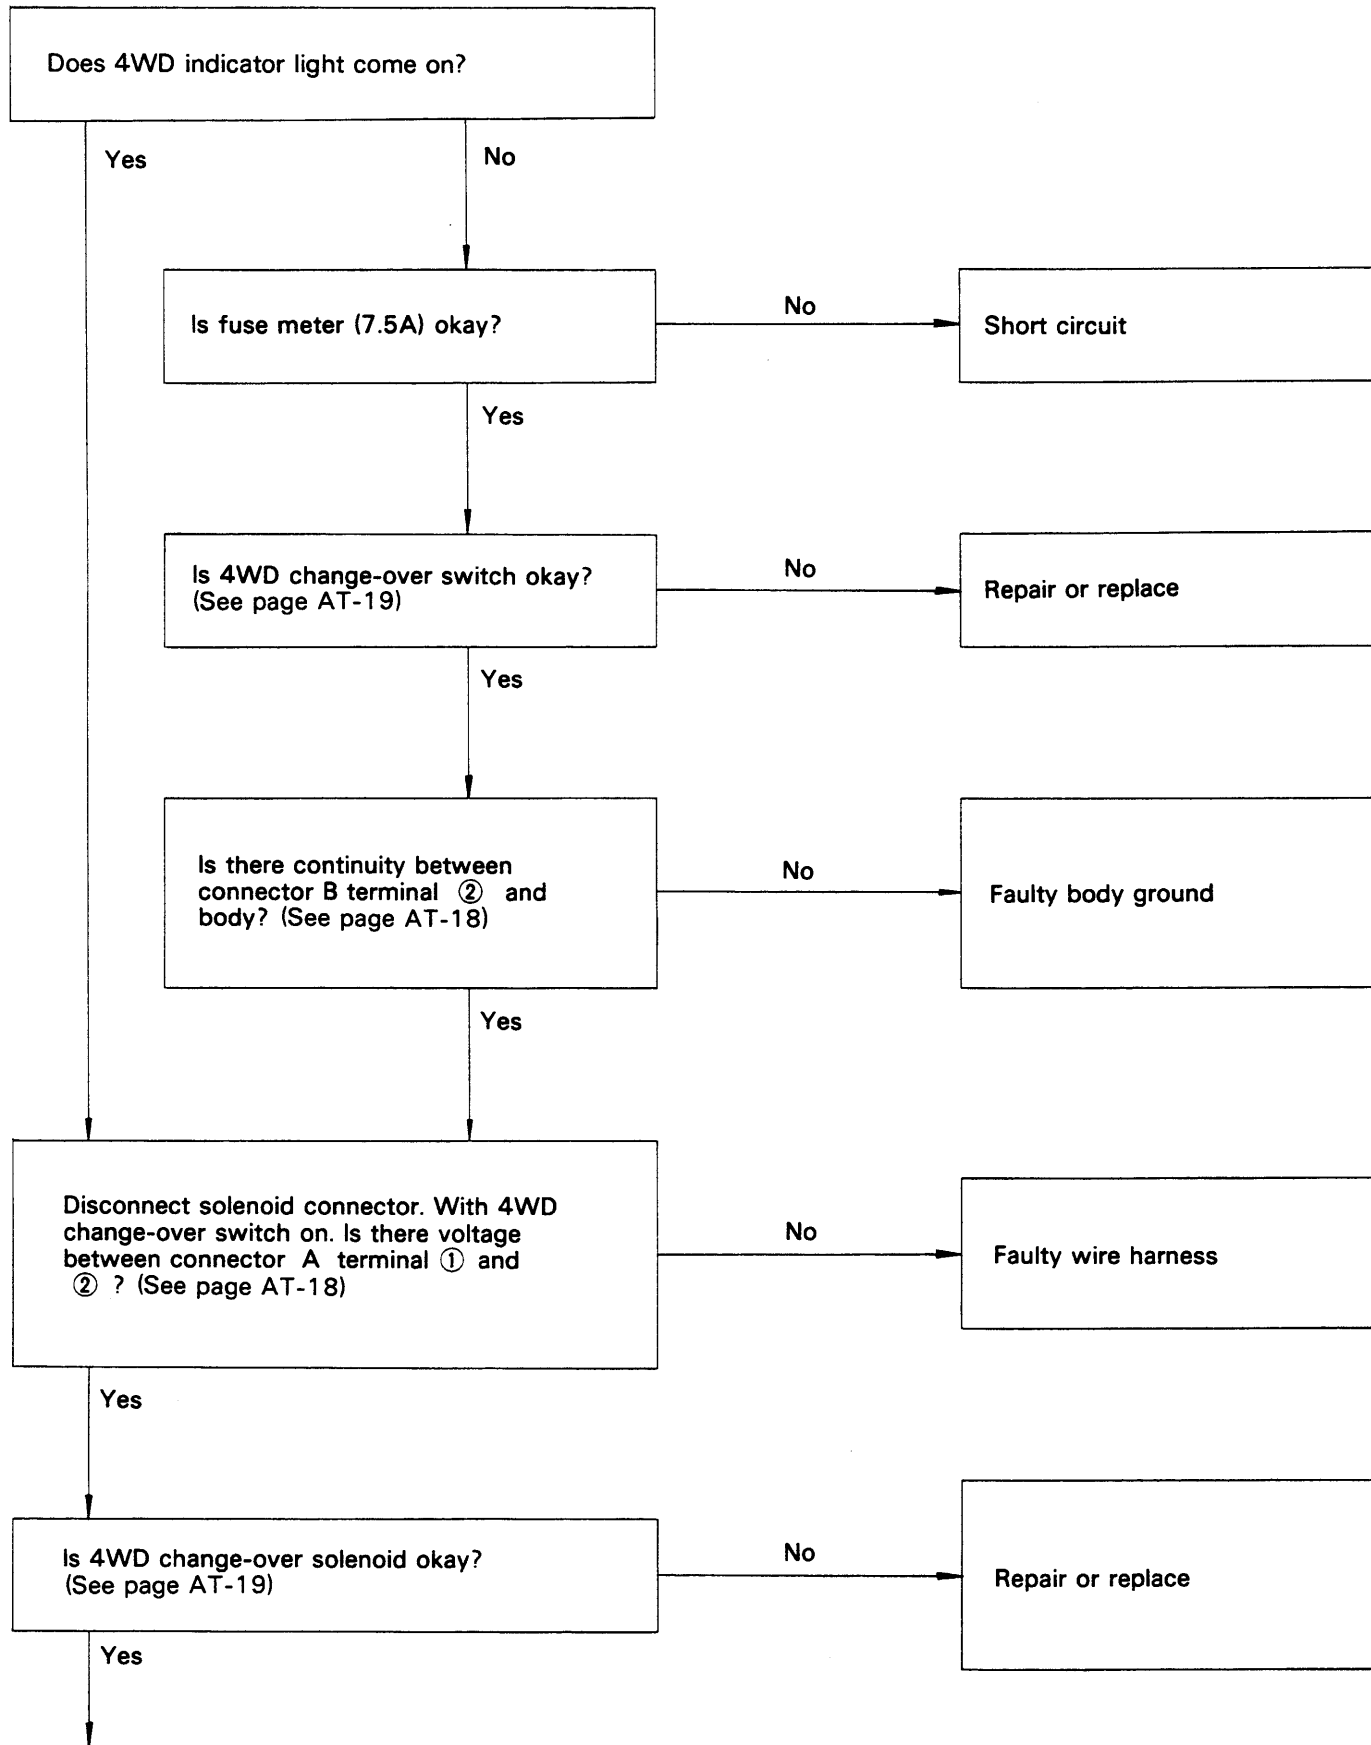 Does 4WD indicator light come on?
Yes
No
Is fuse meter (7.5A) okay?
No
Short circuit
Yes
Is 4WD change-over switch okay?
(See page AT-19)
No
Repair or replace
Yes
Is there continuity between
connector B terminal ② and
body? (See page AT-18)
No
Faulty body ground
Yes
Disconnect solenoid connector. With 4WD
change-over switch on. Is there voltage
between connector A terminal ① and
② ? (See page AT-18)
No
Faulty wire harness
Yes
Is 4WD change-over solenoid okay?
(See page AT-19)
No
Repair or replace
Yes